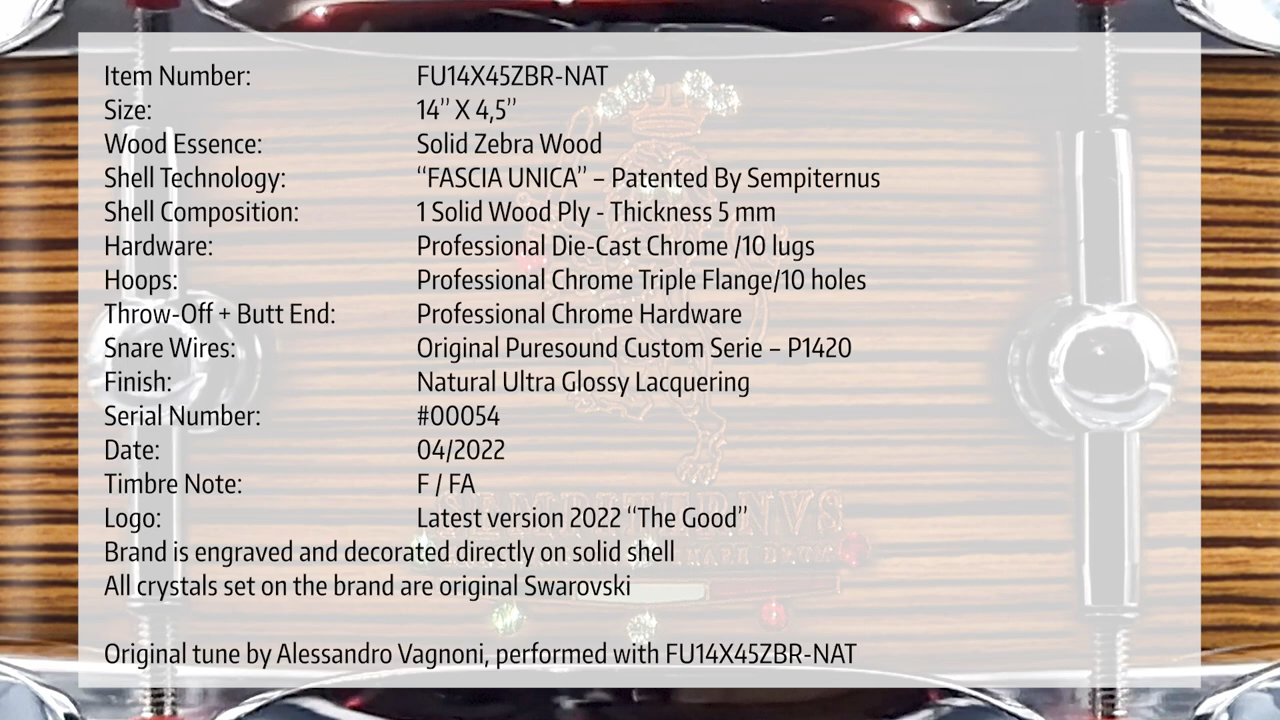 Item Number: FU14X45ZBR-NAT
Size: 14” X 4,5”
Wood Essence: Solid Zebra Wood
Shell Technology: “FASCIA UNICA” – Patented By Sempiternus
Shell Composition: 1 Solid Wood Ply - Thickness 5 mm
Hardware: Professional Die-Cast Chrome /10 lugs
Hoops: Professional Chrome Triple Flange/10 holes
Throw-Off + Butt End: Professional Chrome Hardware
Snare Wires: Original Puresound Custom Serie – P1420
Finish: Natural Ultra Glossy Lacquering
Serial Number: #00054
Date: 04/2022
Timbre Note: F / FA
Logo: Latest version 2022 “The Good”
SEMPITERNVS
Brand is engraved and decorated directly on solid shell
All crystals set on the brand are original Swarovski
Original tune by Alessandro Vagnoni, performed with FU14X45ZBR-NAT